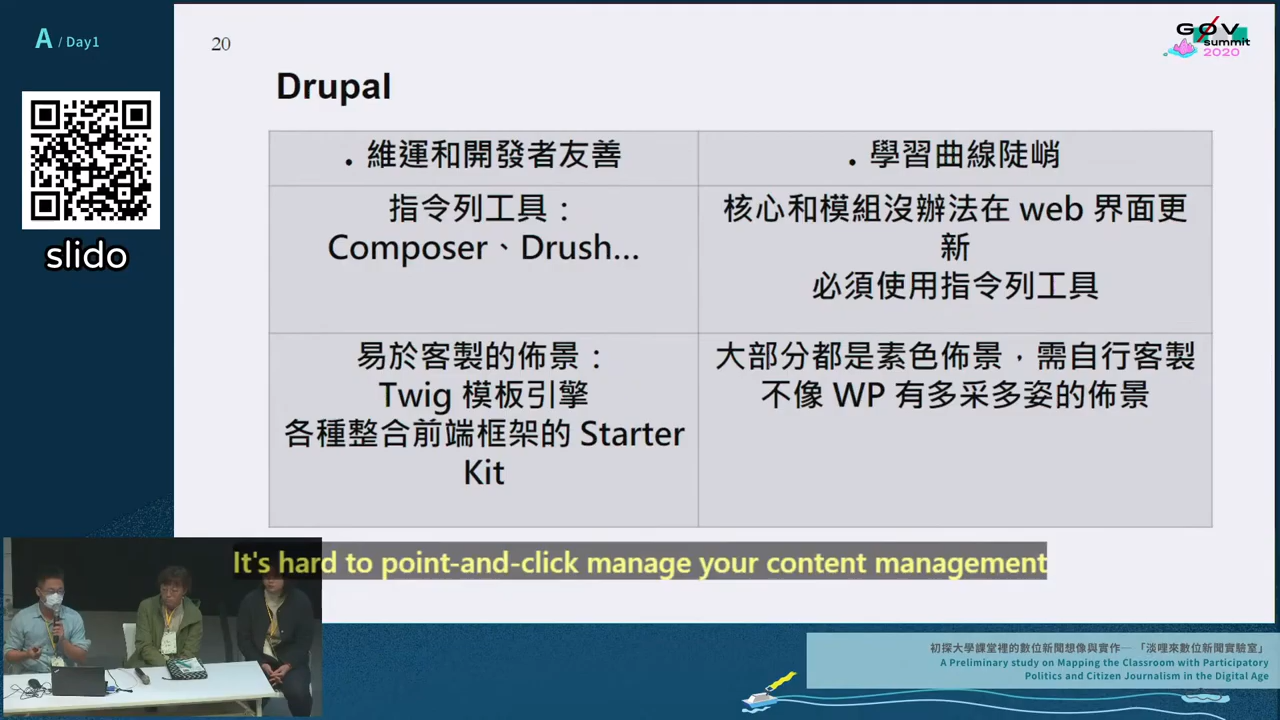 A / Day1
slido
20
GØV
summit
2020
Drupal
. 維運和開發者友善
. 學習曲線陡峭
指令列工具：
Composer、Drush...
核心和模組沒辦法在 web 界面更
新
必須使用指令列工具
易於客製的佈景：
Twig 模板引擎
各種整合前端框架的 Starter
Kit
大部分都是素色佈景，需自行客製
不像 WP 有多采多姿的佈景
It's hard to point-and-click manage your content management
初探大學課堂裡的數位新聞想像與實作─「淡哩來數位新聞實驗室」
A Preliminary study on Mapping the Classroom with Participatory
Politics and Citizen Journalism in the Digital Age